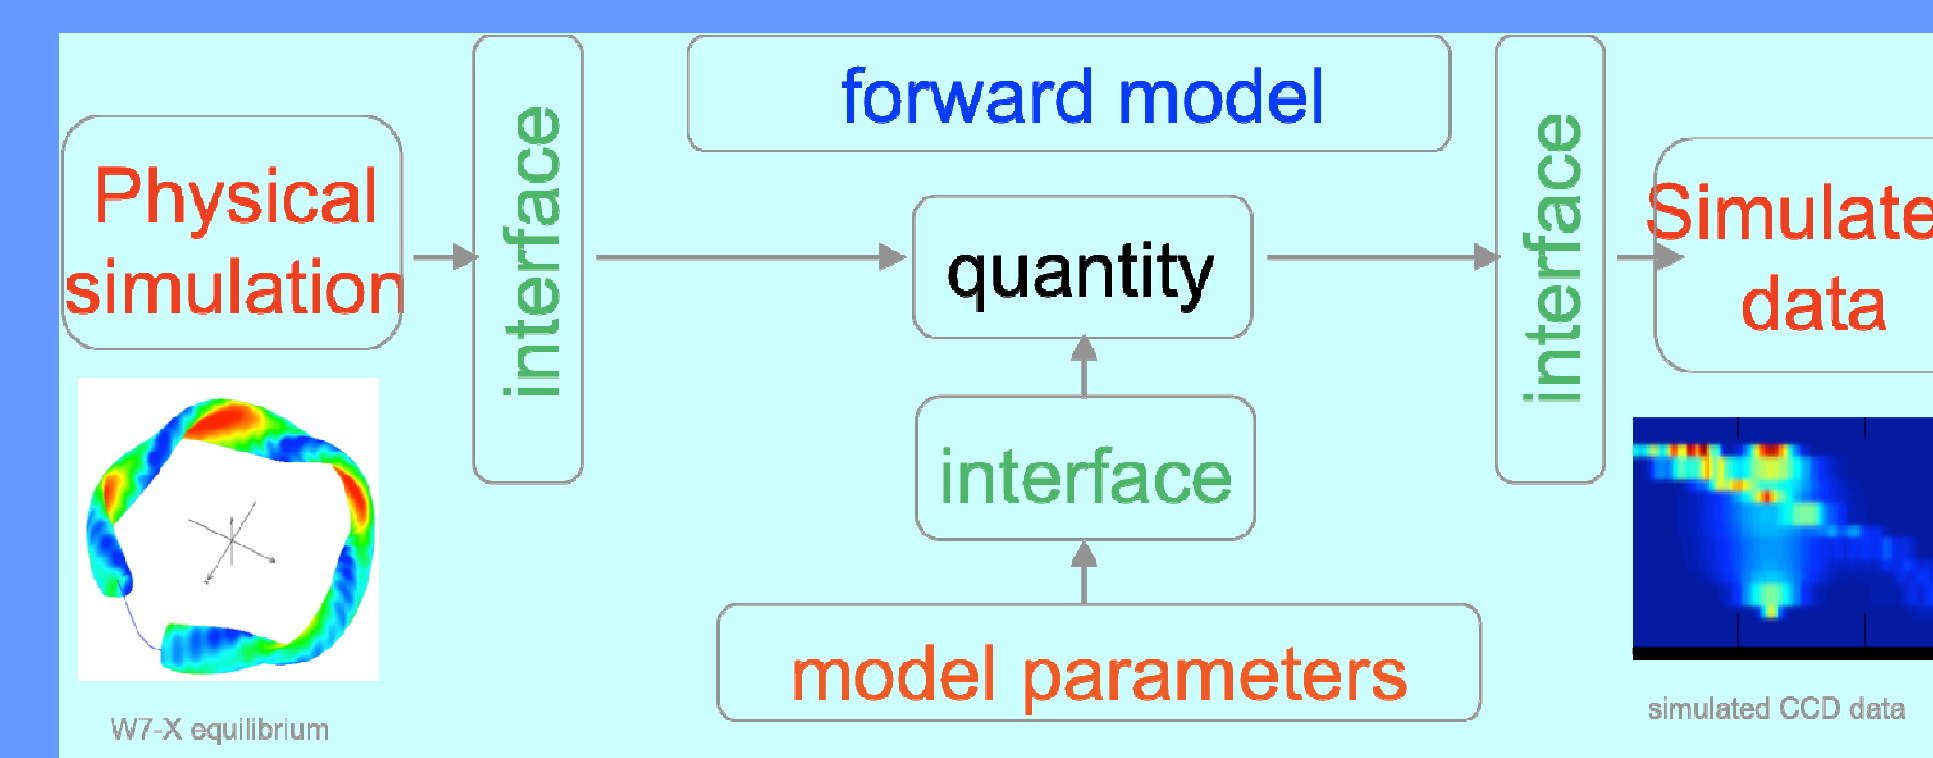 forward model
Physical
simulation
interface
quantity
interface
Simulate
data
interface
model parameters
W7-X equilibrium
simulated CCD data